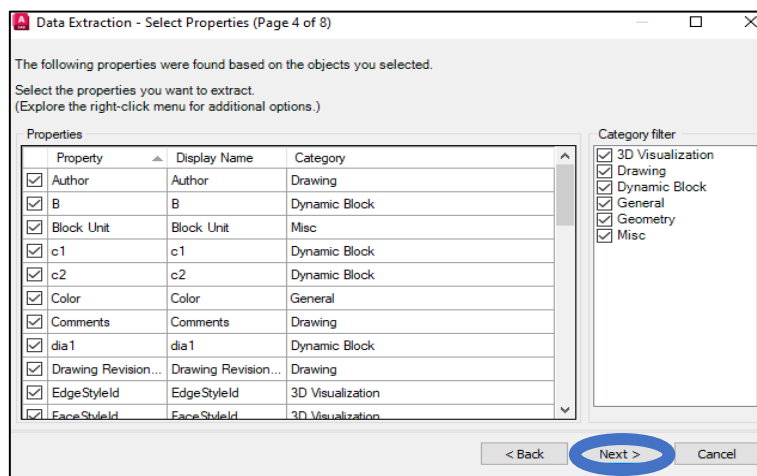 Data Extraction - Select Properties (Page 4 of 8)
The following properties were found based on the objects you selected.
Select the properties you want to extract.
(Explore the right-click menu for additional options.)
Properties
Property Display Name Category
Author Author Drawing
B B Dynamic Block
Block Unit Block Unit Misc
c1 c1 Dynamic Block
c2 c2 Dynamic Block
Color Color General
Comments Comments Drawing
dia1 dia1 Dynamic Block
Drawing Revision... Drawing Revision... Drawing
EdgeStyleId EdgeStyleId 3D Visualization
FaceStyleId FaceStyleId 3D Visualization
Category filter
3D Visualization
Drawing
Dynamic Block
General
Geometry
Misc
< Back Next > Cancel